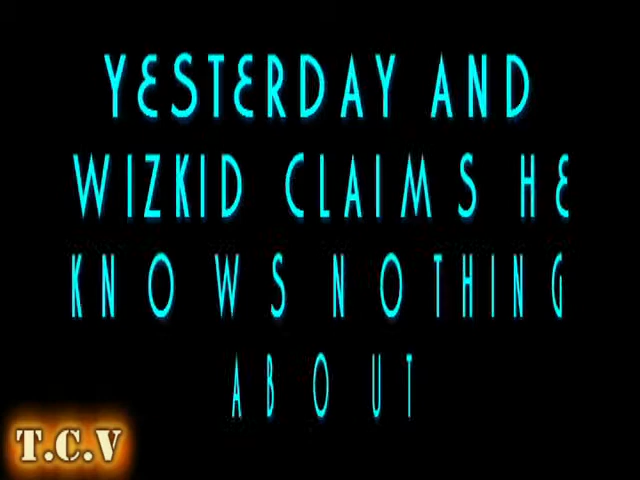 YESTERDAY AND
WIZKID CLAIMS HE
KNOWS NOTHING
ABOUT
T.C.V